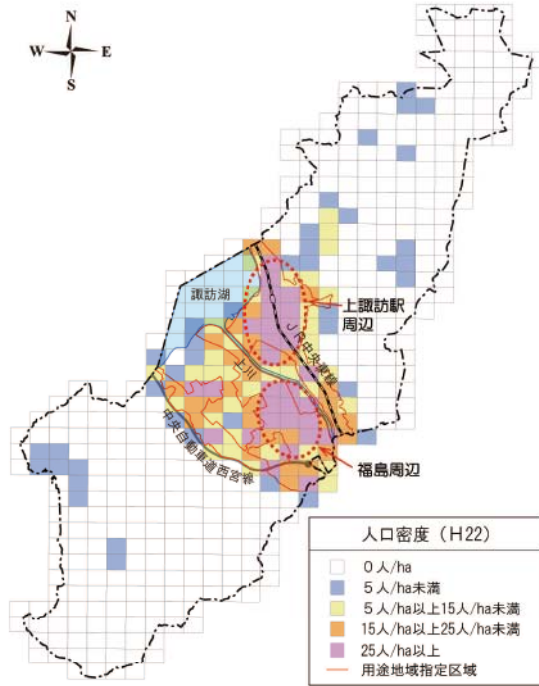 N
W E
S
諏訪湖
上諏訪駅
周辺
JR中央東線
上川
中央自動車道西宮線
福島周辺
人口密度（H22）
0人/ha
5人/ha未満
5人/ha以上15人/ha未満
15人/ha以上25人/ha未満
25人/ha以上
用途地域指定区域